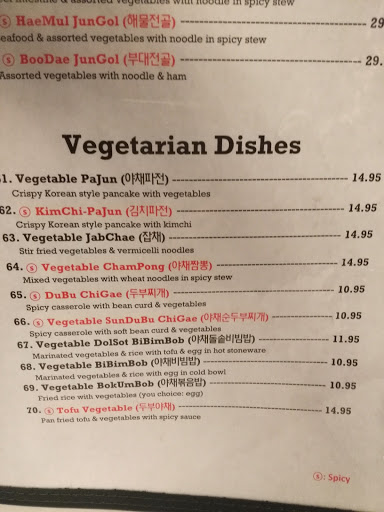 Ⓢ HaeMul JunGol (해물전골) 29
eafood & assorted vegetables with noodle in spicy stew
Ⓢ BooDae JunGol (부대전골) 29.
Assorted vegetables with noodle & ham
Vegetarian Dishes
61. Vegetable PaJun (야채파전) 14.95
Crispy Korean style pancake with vegetables
62. Ⓢ KimChi-PaJun (김치파전) 14.95
Crispy Korean style pancake with kimchi
63. Vegetable JabChae (잡채) 14.95
Stir fried vegetables & vermicelli noodles
64. Ⓢ Vegetable ChamPong (야채짬뽕) 14.95
Mixed vegetables with wheat noodles in spicy stew
65. Ⓢ DuBu ChiGae (두부찌개) 10.95
Spicy casserole with bean curd & vegetables
66. Ⓢ Vegetable SunDuBu ChiGae (야채순두부찌개) 10.95
Spicy casserole with soft bean curd & vegetables
67. Vegetable DolSot BiBimBob (야채돌솥비빔밥) 11.95
Marinated vegetables & rice with tofu & egg in hot stoneware
68. Vegetable BiBimBob (야채비빔밥) 10.95
Marinated vegetables & rice with egg in cold bowl
69. Vegetable BokUmBob (야채볶음밥) 10.95
Fried rice with vegetables (you choice: egg)
70. Ⓢ Tofu Vegetable (두부야채) 14.95
Pan fried tofu & vegetables with spicy sauce
Ⓢ: Spicy